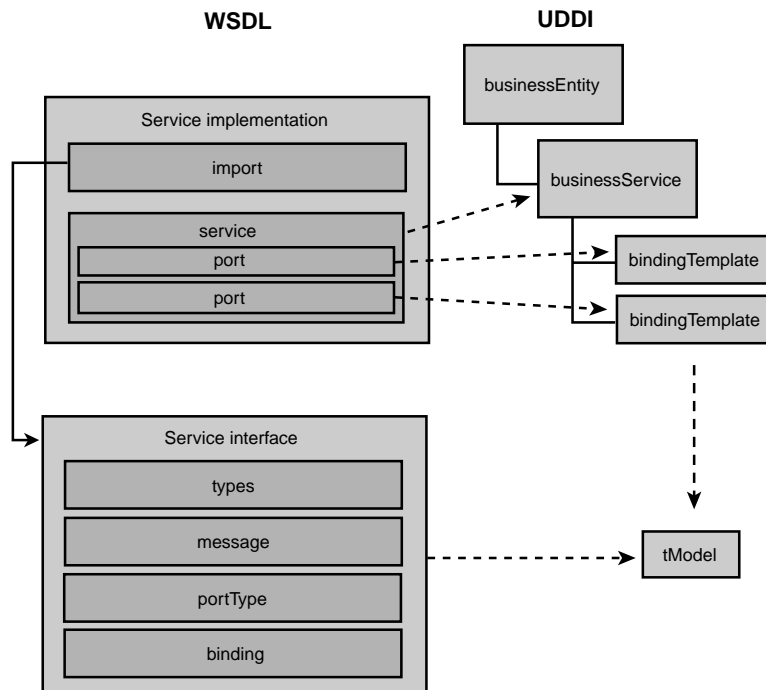 WSDL
UDDI
businessEntity
Service implementation
import
businessService
service
port
bindingTemplate
port
bindingTemplate
Service interface
types
message
tModel
portType
binding